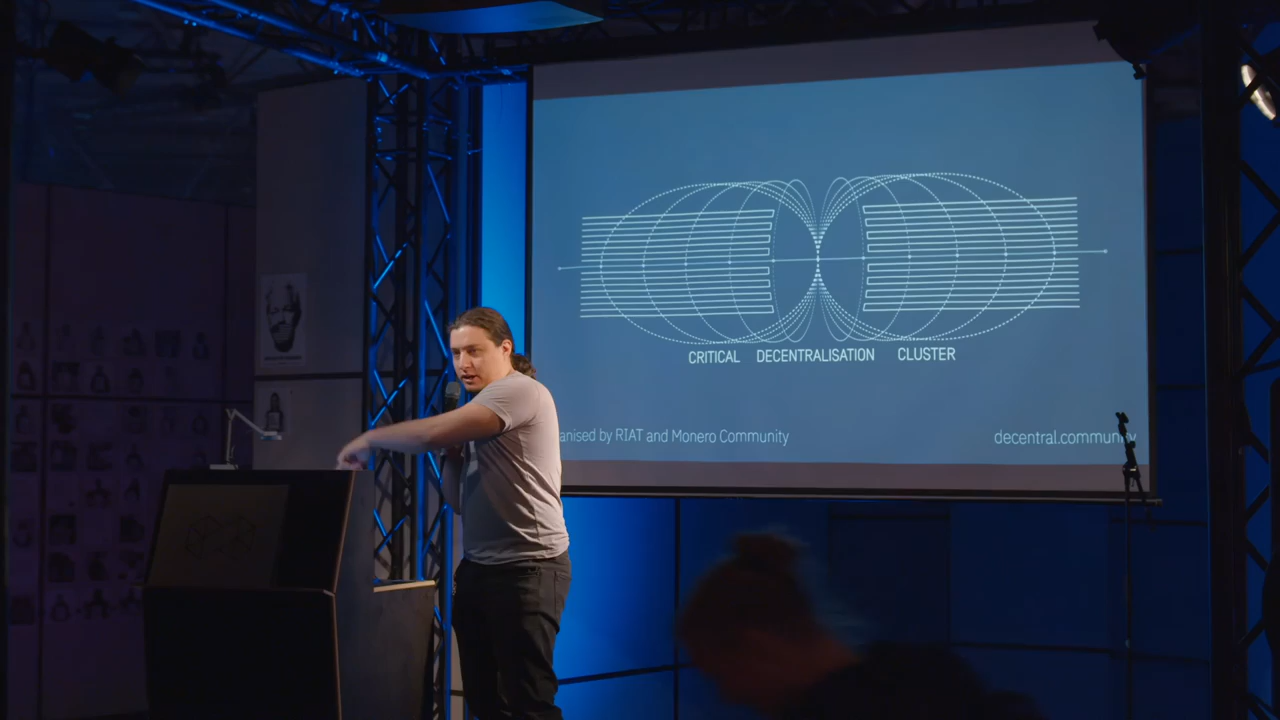 CRITICAL DECENTRALISATION CLUSTER
anised by RIAT and Monero Community
decentral.community